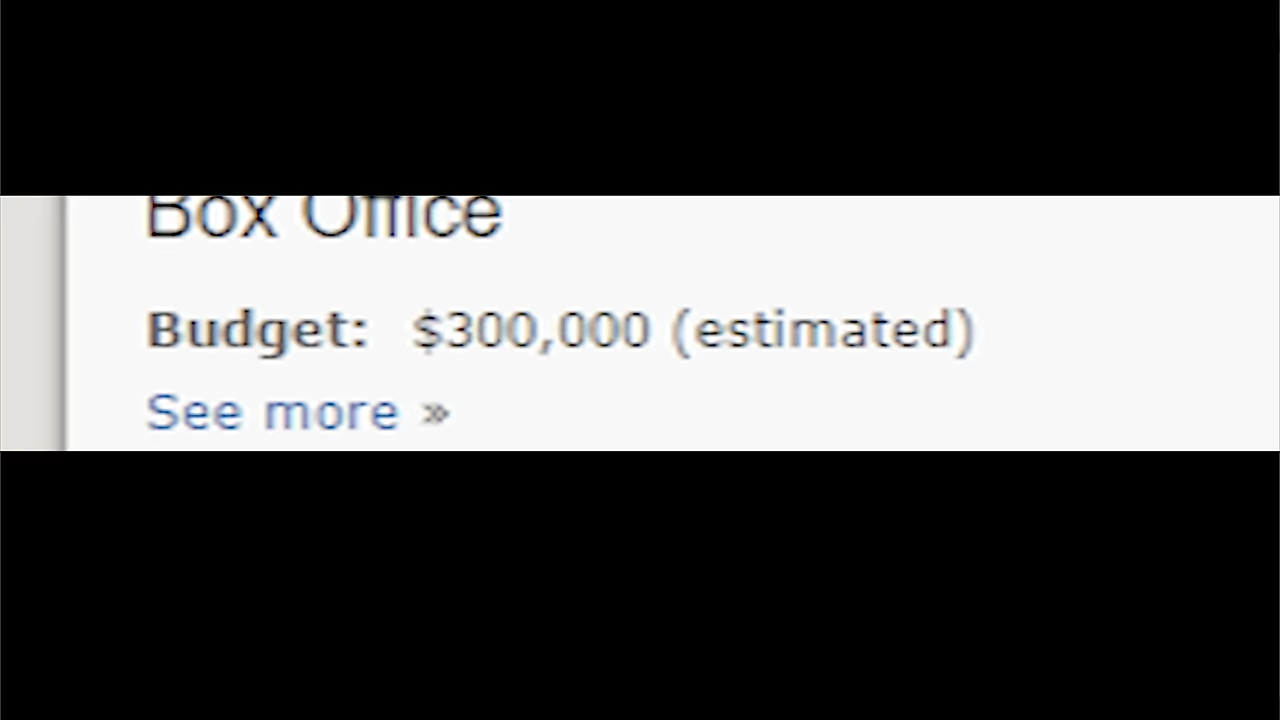 Box Office
Budget: $300,000 (estimated)
See more »